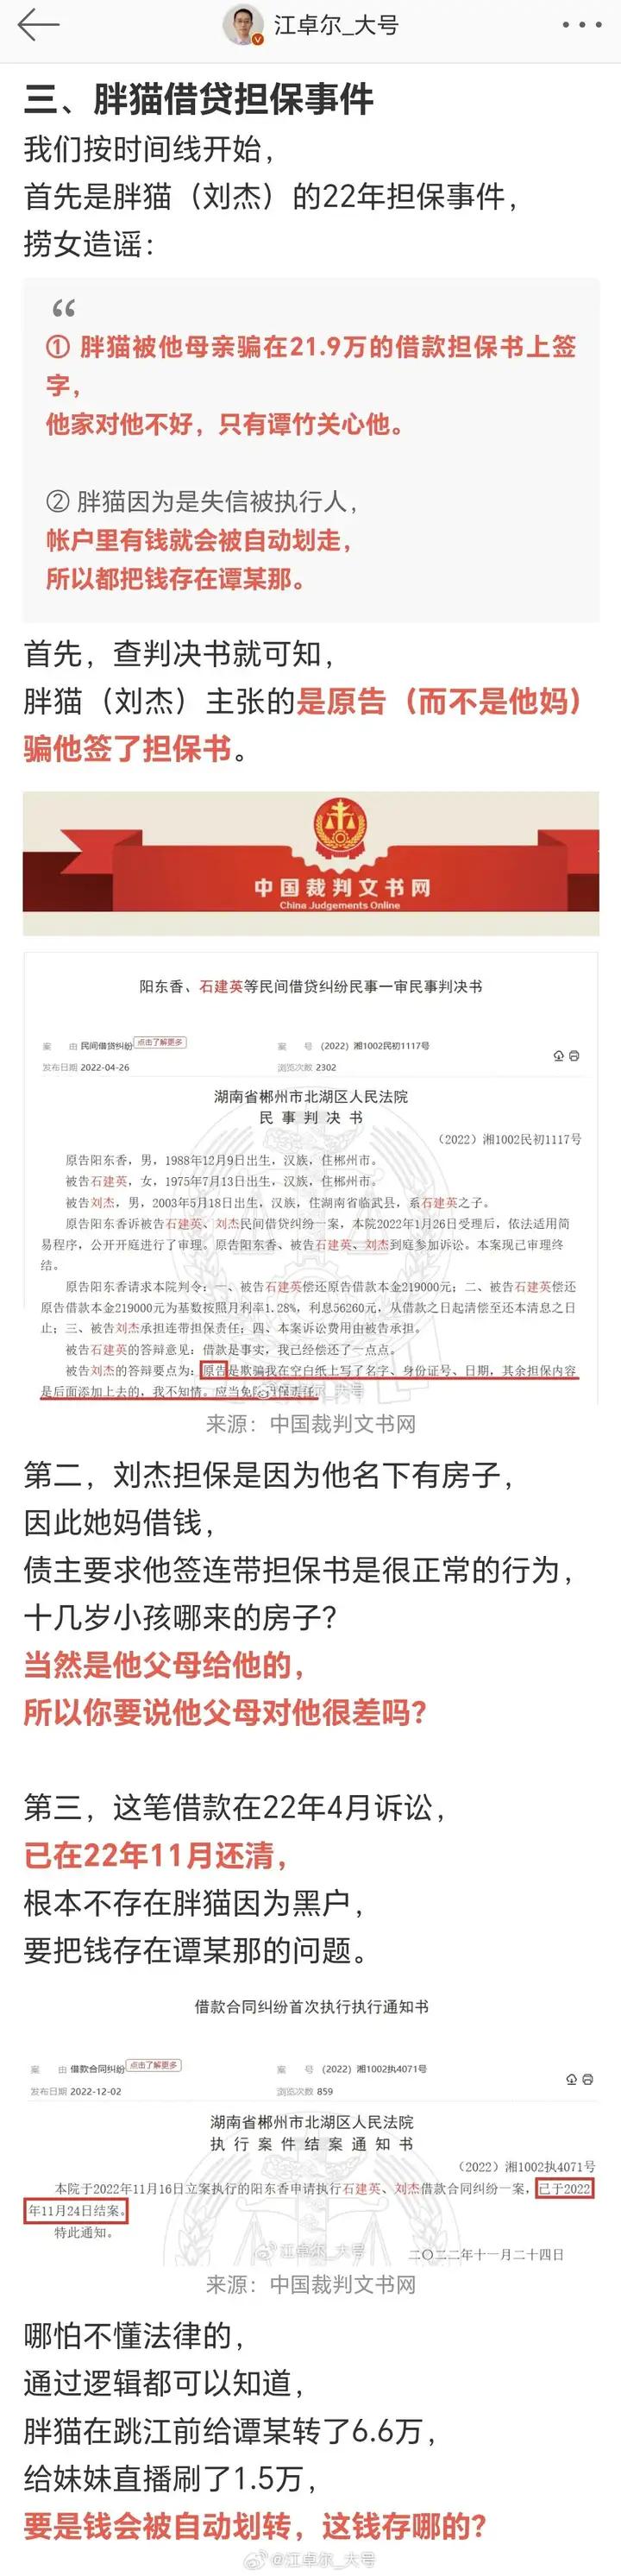 江卓尔_大号
三、胖猫借贷担保事件
我们按时间线开始，
首先是胖猫（刘杰）的22年担保事件，
捞女造谣：
“
① 胖猫被他母亲骗在21.9万的借款担保书上签
字，
他家对他不好，只有谭竹关心他。
② 胖猫因为是失信被执行人，
帐户里有钱就会被自动划走，
所以都把钱存在谭某那。
首先，查判决书就可知，
胖猫（刘杰）主张的是原告（而不是他妈）
骗他签了担保书。
中国裁判文书网
China Judgements Online
阳东香、石建英等民间借贷纠纷民事一审民事判决书
案 由 民间借贷纠纷 点击了解更多 案 号 （2022）湘1002民初1117号
发布日期 2022-04-26 浏览次数 2302
湖南省郴州市北湖区人民法院
民 事 判 决 书
（2022）湘1002民初1117号
原告阳东香，男，1988年12月9日出生，汉族，住郴州市。
被告石建英，女，1975年7月13日出生，汉族，住郴州市。
被告刘杰，男，2003年5月18日出生，汉族，住湖南省临武县，系石建英之子。
原告阳东香诉被告石建英、刘杰民间借贷纠纷一案，本院2022年1月26日受理后，依法适用简
易程序，公开开庭进行了审理。原告阳东香、被告石建英、刘杰到庭参加诉讼。本案现已审理终
结。
原告阳东香请求本院判令：一、被告石建英偿还原告借款本金219000元；二、被告石建英偿还
原告借款本金219000元为基数按照月利率1.28%，利息56260元，从借款之日起清偿至还本清息之日
止；三、被告刘杰承担连带担保责任；四、本案诉讼费用由被告承担。
被告石建英的答辩意见：借款是事实，我已经偿还了一点点。
被告刘杰的答辩要点为：原告是欺骗我在空白纸上写了名字、身份证号、日期，其余担保内容
是后面添加上去的，我不知情。应当免除担保责任。
来源：中国裁判文书网
第二，刘杰担保是因为他名下有房子，
因此她妈借钱，
债主要求他签连带担保书是很正常的行为，
十几岁小孩哪来的房子？
当然是他父母给他的，
所以你要说他父母对他很差吗？
第三，这笔借款在22年4月诉讼，
已在22年11月还清，
根本不存在胖猫因为黑户，
要把钱存在谭某那的问题。
借款合同纠纷首次执行执行通知书
案 由 借款合同纠纷 点击了解更多 案 号 （2022）湘1002执4071号
发布日期 2022-12-02 浏览次数 859
湖南省郴州市北湖区人民法院
执 行 案 件 结 案 通 知 书
（2022）湘1002执4071号
本院于2022年11月16日立案执行的阳东香申请执行石建英、刘杰借款合同纠纷一案，已于2022
年11月24日结案。
特此通知。
江卓尔_大号
二〇二二年十一月二十四日
来源：中国裁判文书网
哪怕不懂法律的，
通过逻辑都可以知道，
胖猫在跳江前给谭某转了6.6万，
给妹妹直播刷了1.5万，
要是钱会被自动划转，这钱存哪的？
@江卓尔_大号